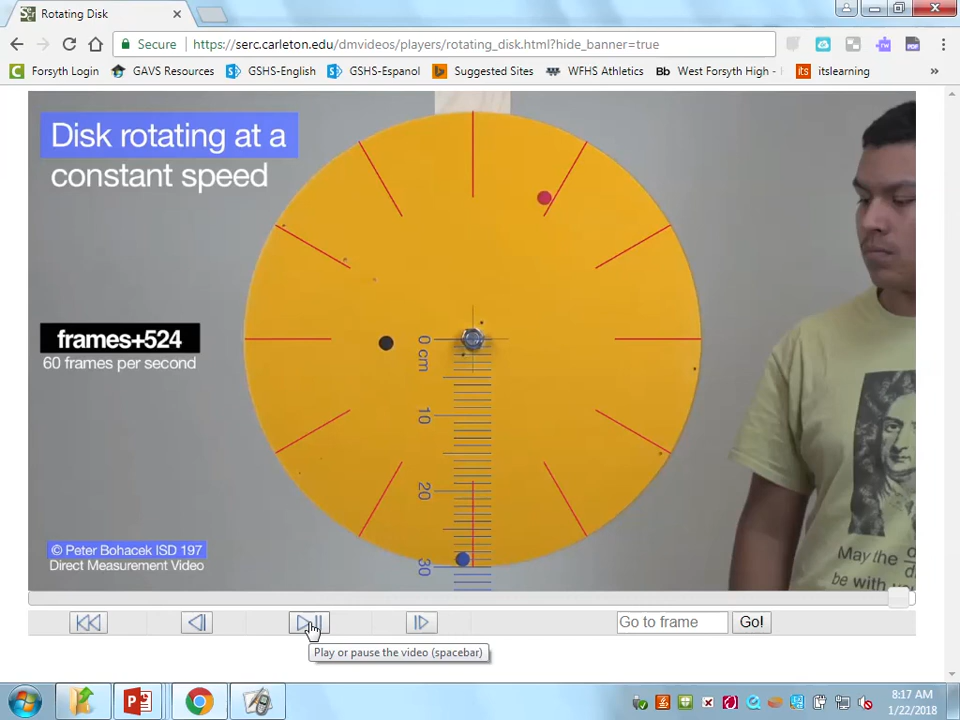 Rotating Disk
Secure
https://serc.carleton.edu/dmvideos/players/rotating_disk.html?hide_banner=true
Forsyth Login
GAVS Resources
GSHS-English
GSHS-Espanol
Suggested Sites
WFHS Athletics
Bb West Forsyth High -
its itslearning
»
Disk rotating at a
constant speed
frames+524
60 frames per second
0 cm
10
20
30
© Peter Bohacek ISD 197
Direct Measurement Video
May the
be with
Go to frame
Go!
Play or pause the video (spacebar)
8:17 AM
1/22/2018